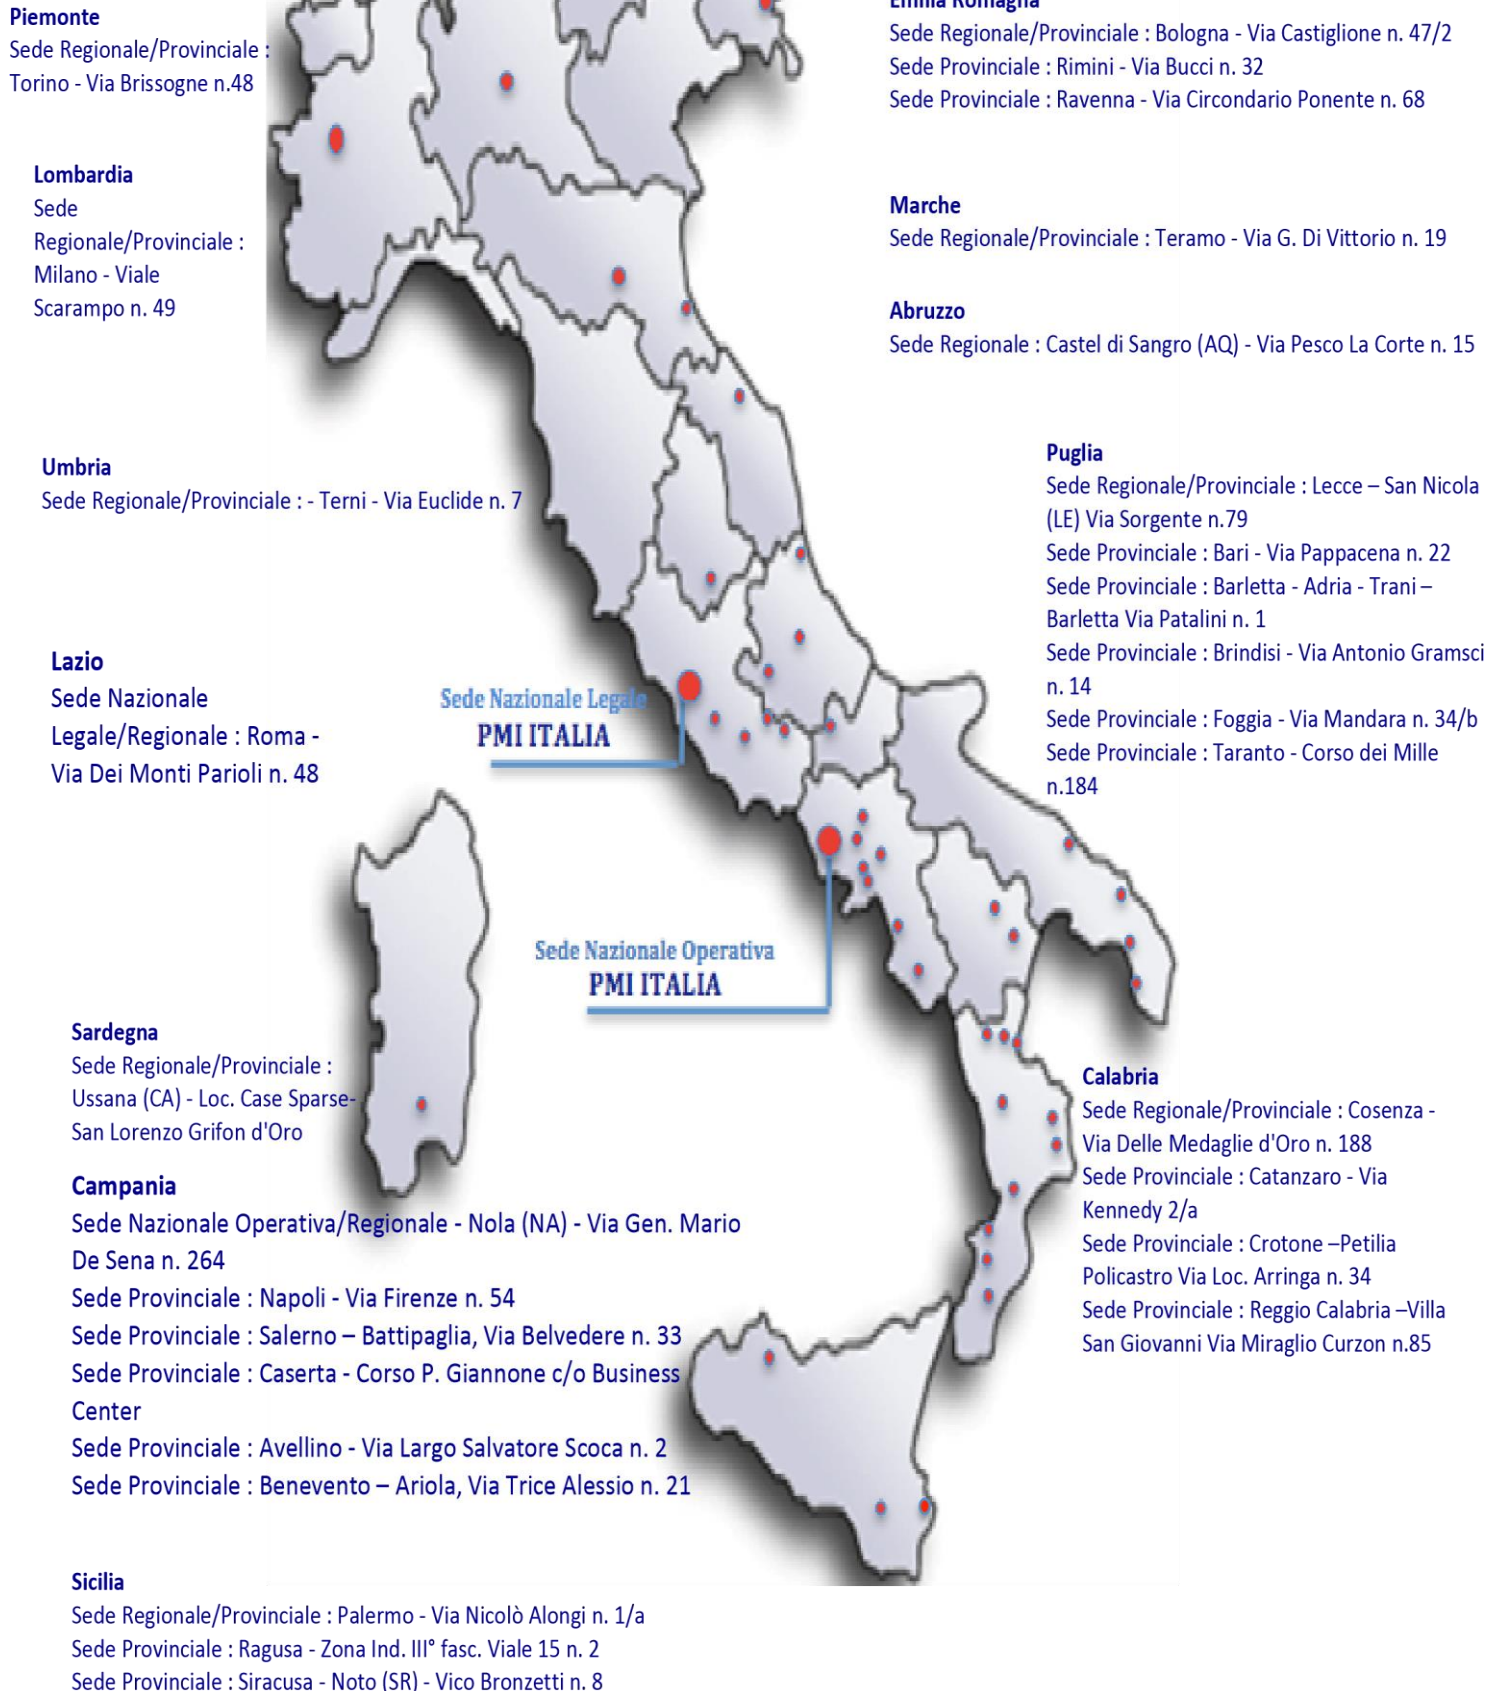 Piemonte
Sede Regionale/Provinciale :
Torino - Via Brissogne n.48
Lombardia
Sede
Regionale/Provinciale :
Milano - Viale
Scarampo n. 49
Umbria
Sede Regionale/Provinciale : - Terni - Via Euclide n. 7
Lazio
Sede Nazionale
Legale/Regionale : Roma -
Via Dei Monti Parioli n. 48
Sede Nazionale Legale
PMI ITALIA
Sede Nazionale Operativa
PMI ITALIA
Sardegna
Sede Regionale/Provinciale :
Ussana (CA) - Loc. Case Sparse-
San Lorenzo Grifon d'Oro
Campania
Sede Nazionale Operativa/Regionale - Nola (NA) - Via Gen. Mario
De Sena n. 264
Sede Provinciale : Napoli - Via Firenze n. 54
Sede Provinciale : Salerno – Battipaglia, Via Belvedere n. 33
Sede Provinciale : Caserta - Corso P. Giannone c/o Business
Center
Sede Provinciale : Avellino - Via Largo Salvatore Scoca n. 2
Sede Provinciale : Benevento – Ariola, Via Trice Alessio n. 21
Sicilia
Sede Regionale/Provinciale : Palermo - Via Nicolò Alongi n. 1/a
Sede Provinciale : Ragusa - Zona Ind. III° fasc. Viale 15 n. 2
Sede Provinciale : Siracusa - Noto (SR) - Vico Bronzetti n. 8
Emilia Romagna
Sede Regionale/Provinciale : Bologna - Via Castiglione n. 47/2
Sede Provinciale : Rimini - Via Bucci n. 32
Sede Provinciale : Ravenna - Via Circondario Ponente n. 68
Marche
Sede Regionale/Provinciale : Teramo - Via G. Di Vittorio n. 19
Abruzzo
Sede Regionale : Castel di Sangro (AQ) - Via Pesco La Corte n. 15
Puglia
Sede Regionale/Provinciale : Lecce – San Nicola
(LE) Via Sorgente n.79
Sede Provinciale : Bari - Via Pappacena n. 22
Sede Provinciale : Barletta - Adria - Trani –
Barletta Via Patalini n. 1
Sede Provinciale : Brindisi - Via Antonio Gramsci
n. 14
Sede Provinciale : Foggia - Via Mandara n. 34/b
Sede Provinciale : Taranto - Corso dei Mille
n.184
Calabria
Sede Regionale/Provinciale : Cosenza -
Via Delle Medaglie d'Oro n. 188
Sede Provinciale : Catanzaro - Via
Kennedy 2/a
Sede Provinciale : Crotone –Petilia
Policastro Via Loc. Arringa n. 34
Sede Provinciale : Reggio Calabria –Villa
San Giovanni Via Miraglio Curzon n.85